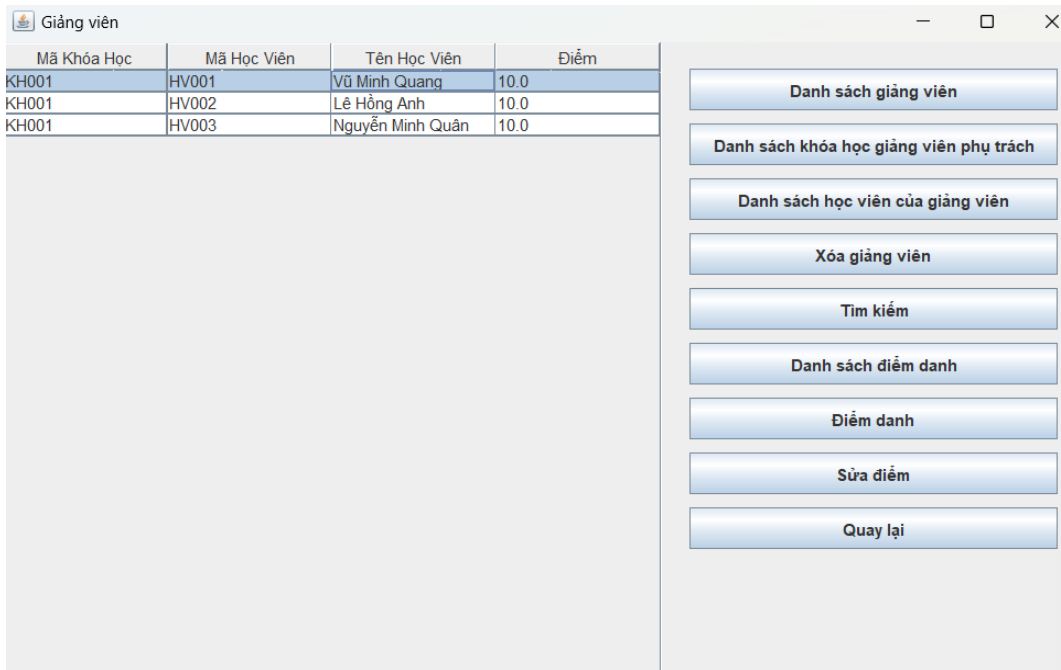 Giảng viên
Mã Khóa Học Mã Học Viên Tên Học Viên Điểm
KH001 HV001 Vũ Minh Quang 10.0
KH001 HV002 Lê Hồng Anh 10.0
KH001 HV003 Nguyễn Minh Quân 10.0
Danh sách giảng viên
Danh sách khóa học giảng viên phụ trách
Danh sách học viên của giảng viên
Xóa giảng viên
Tìm kiếm
Danh sách điểm danh
Điểm danh
Sửa điểm
Quay lại